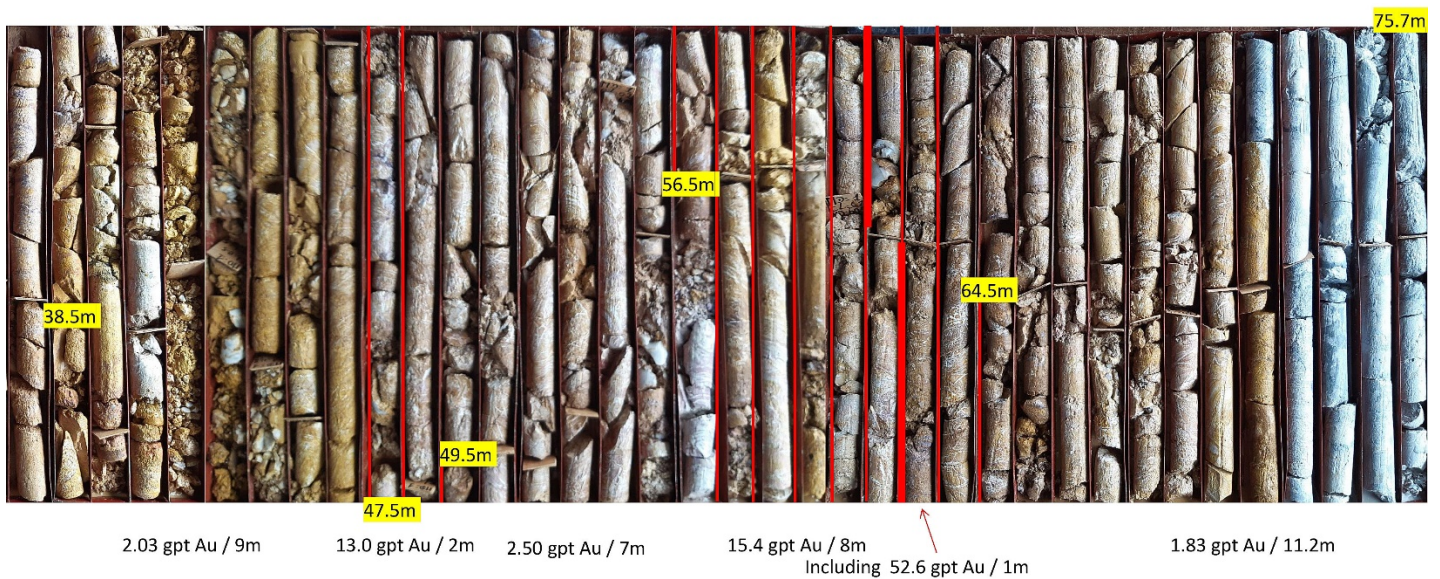 75.7m
56.5m
64.5m
38.5m
49.5m
47.5m
2.03 gpt Au / 9m
13.0 gpt Au / 2m
2.50 gpt Au / 7m
15.4 gpt Au / 8m
1.83 gpt Au / 11.2m
Including 52.6 gpt Au / 1m